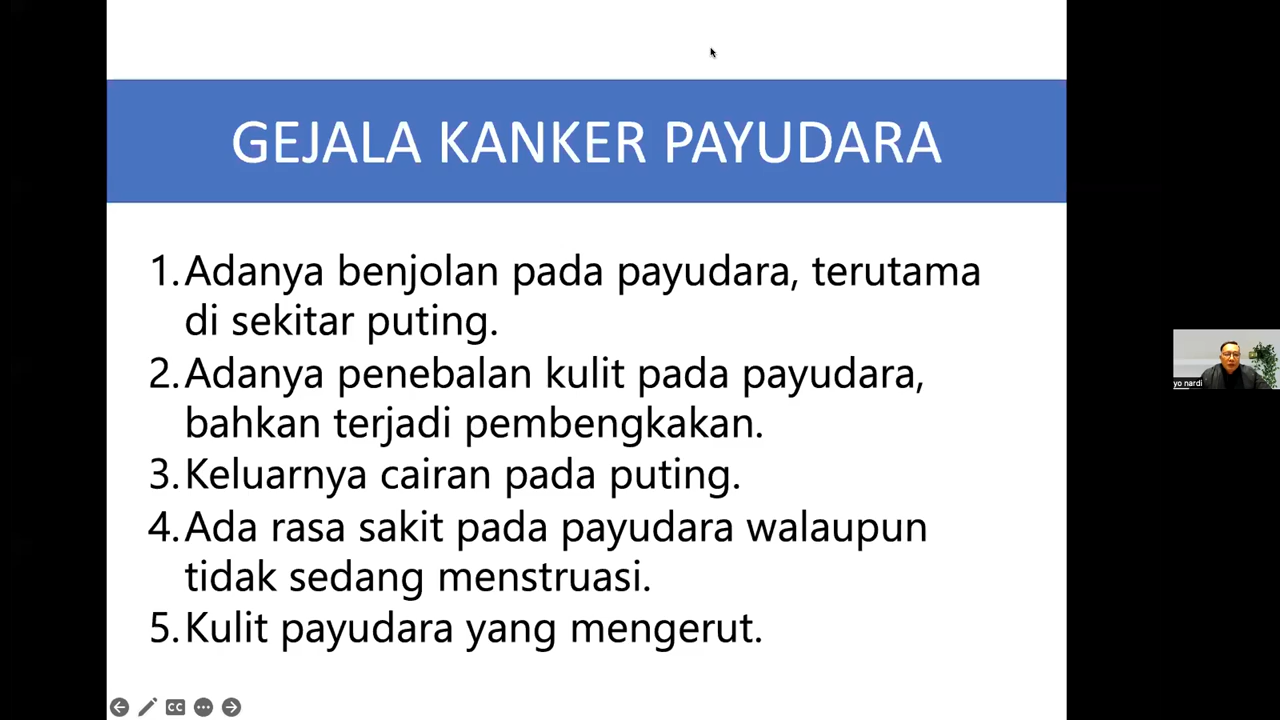 GEJALA KANKER PAYUDARA
1. Adanya benjolan pada payudara, terutama
di sekitar puting.
2. Adanya penebalan kulit pada payudara,
bahkan terjadi pembengkakan.
3. Keluarnya cairan pada puting.
4. Ada rasa sakit pada payudara walaupun
tidak sedang menstruasi.
5. Kulit payudara yang mengerut.
yo nardi
CC